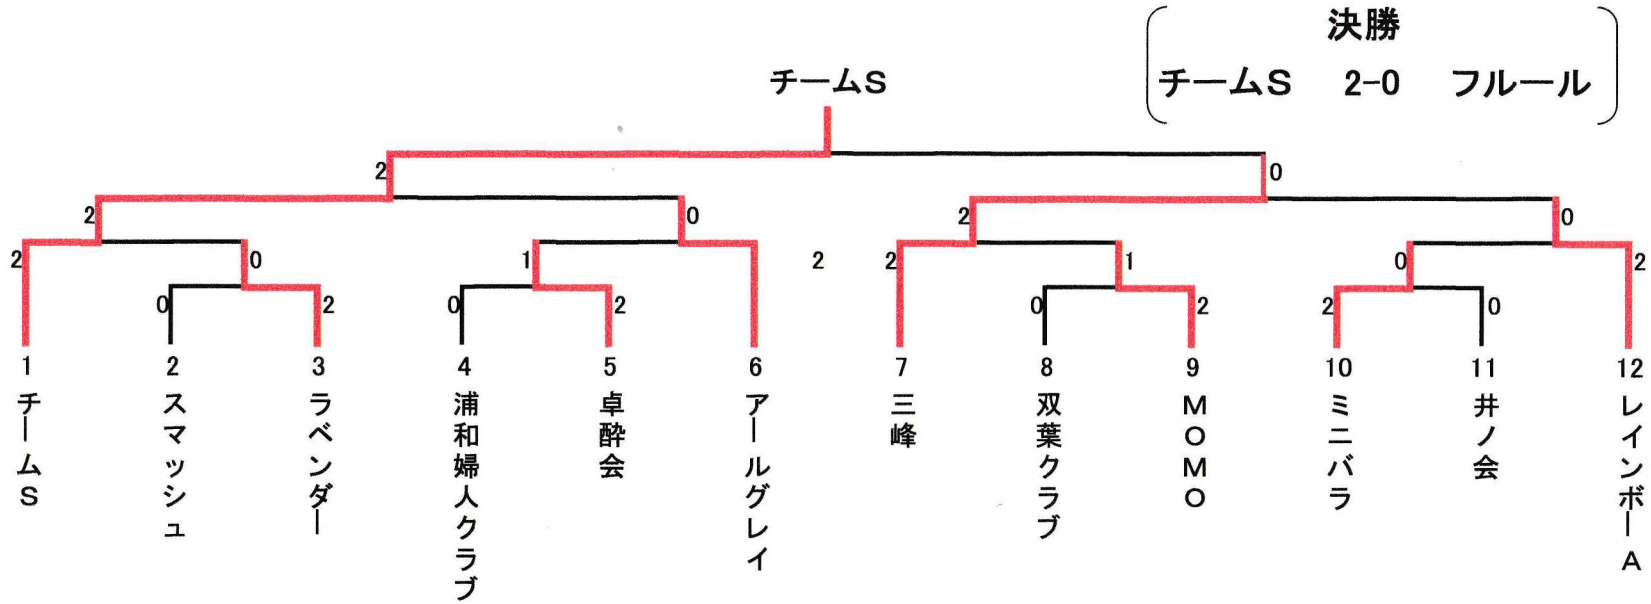 決勝
チームS 2-0 フルール
チームS
2 0
2 0 2 0
2 0 1 2 2 1 0 2
0 2 0 2 0 2 2 0
1 2 3 4 5 6 7 8 9 10 11 12
チームS
スマッシュ
ラベンダー
浦和婦人クラブ
卓酔会
アールグレイ
三峰
双葉クラブ
MOMO
ミニバラ
井ノ会
レインボーA